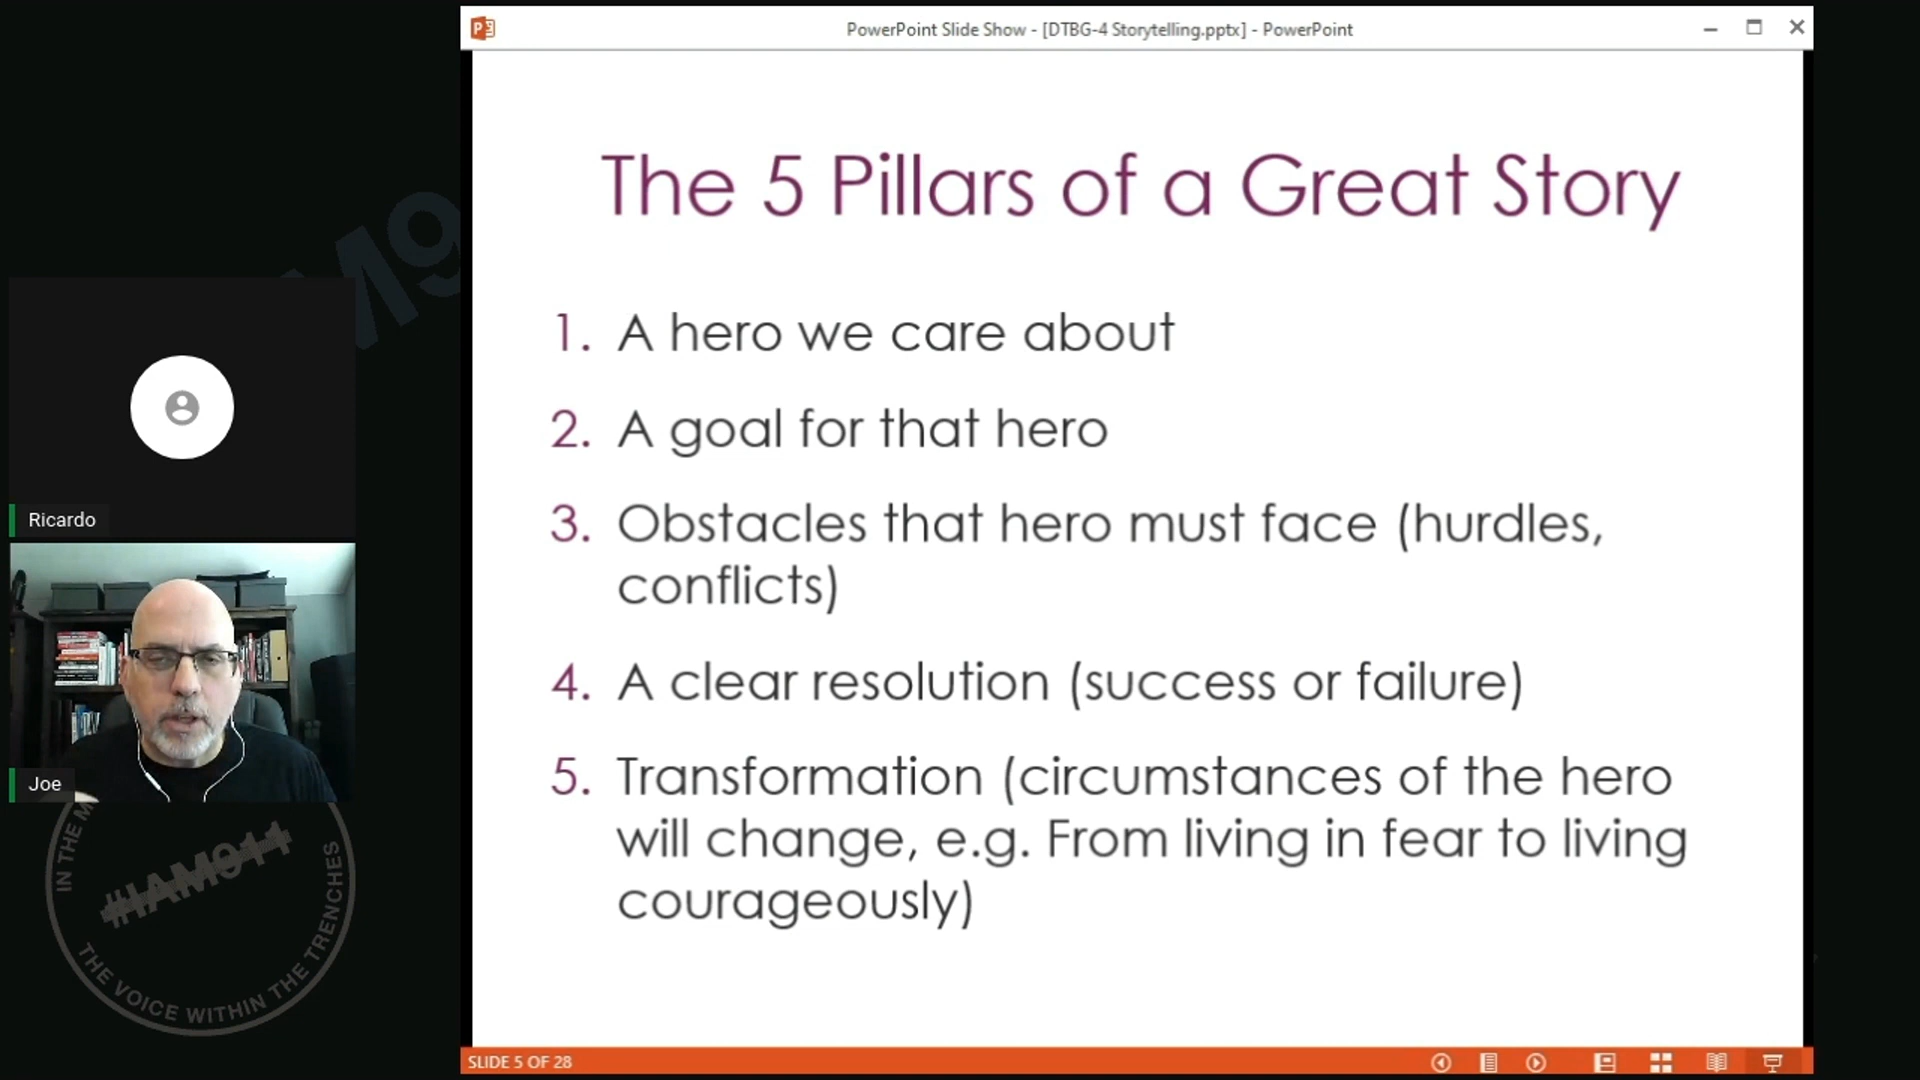 PowerPoint Slide Show - [DTBG-4 Storytelling.pptx] - PowerPoint
The 5 Pillars of a Great Story
1. A hero we care about
2. A goal for that hero
3. Obstacles that hero must face (hurdles,
conflicts)
4. A clear resolution (success or failure)
5. Transformation (circumstances of the hero
will change, e.g. From living in fear to living
courageously)
SLIDE 5 OF 28
Ricardo
Joe
M9
IN THE M
#IAM911
THE VOICE WITHIN THE TRENCHES